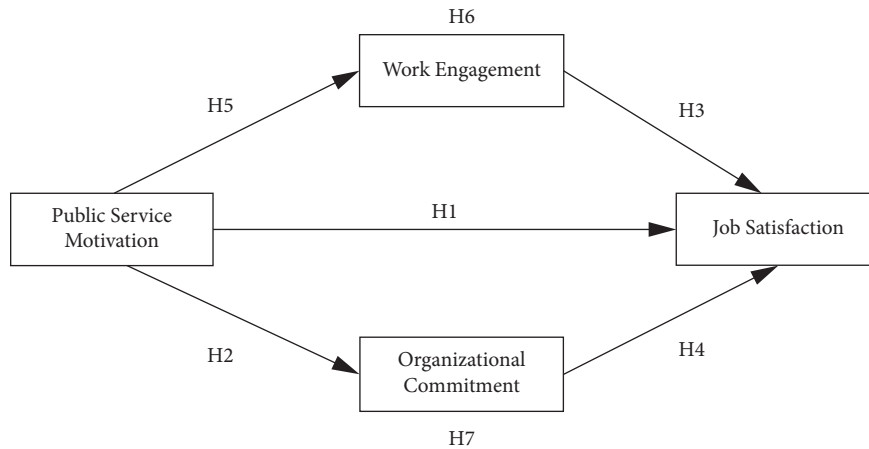 H6
Work Engagement
H5
H3
Public Service
Motivation
H1
Job Satisfaction
H2
Organizational
Commitment
H4
H7